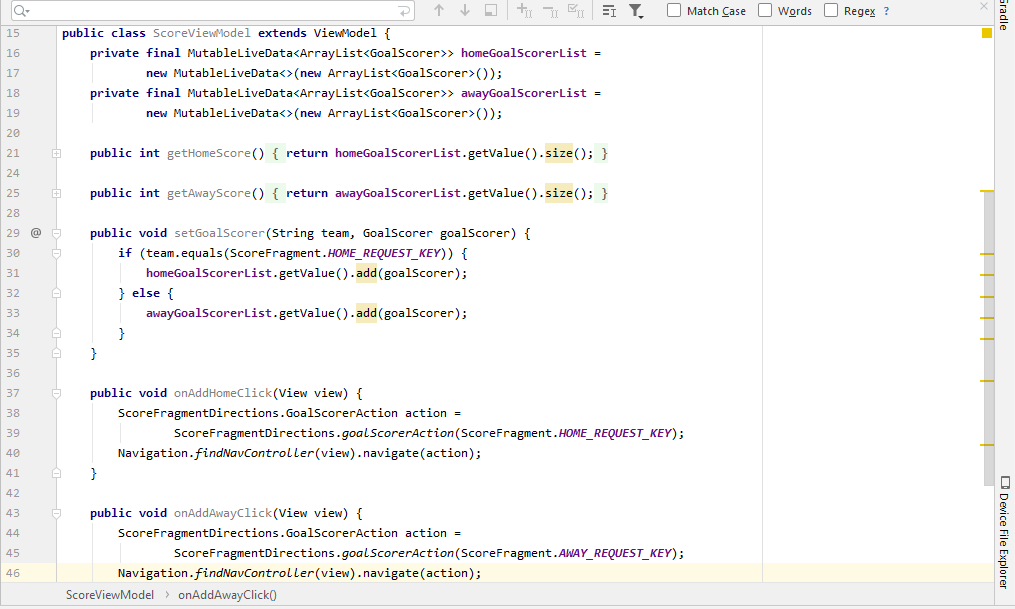 Match Case Words Regex ?
15 public class ScoreViewModel extends ViewModel {
16 private final MutableLiveData<ArrayList<GoalScorer>> homeGoalScorerList =
17 new MutableLiveData<>(new ArrayList<GoalScorer>());
18 private final MutableLiveData<ArrayList<GoalScorer>> awayGoalScorerList =
19 new MutableLiveData<>(new ArrayList<GoalScorer>());
20
21 public int getHomeScore() { return homeGoalScorerList.getValue().size(); }
24
25 public int getAwayScore() { return awayGoalScorerList.getValue().size(); }
28
29 @ public void setGoalScorer(String team, GoalScorer goalScorer) {
30 if (team.equals(ScoreFragment.HOME_REQUEST_KEY)) {
31 homeGoalScorerList.getValue().add(goalScorer);
32 } else {
33 awayGoalScorerList.getValue().add(goalScorer);
34 }
35 }
36
37 public void onAddHomeClick(View view) {
38 ScoreFragmentDirections.GoalScorerAction action =
39 ScoreFragmentDirections.goalScorerAction(ScoreFragment.HOME_REQUEST_KEY);
40 Navigation.findNavController(view).navigate(action);
41 }
42
43 public void onAddAwayClick(View view) {
44 ScoreFragmentDirections.GoalScorerAction action =
45 ScoreFragmentDirections.goalScorerAction(ScoreFragment.AWAY_REQUEST_KEY);
46 Navigation.findNavController(view).navigate(action);
ScoreViewModel › onAddAwayClick()
Device File Explorer